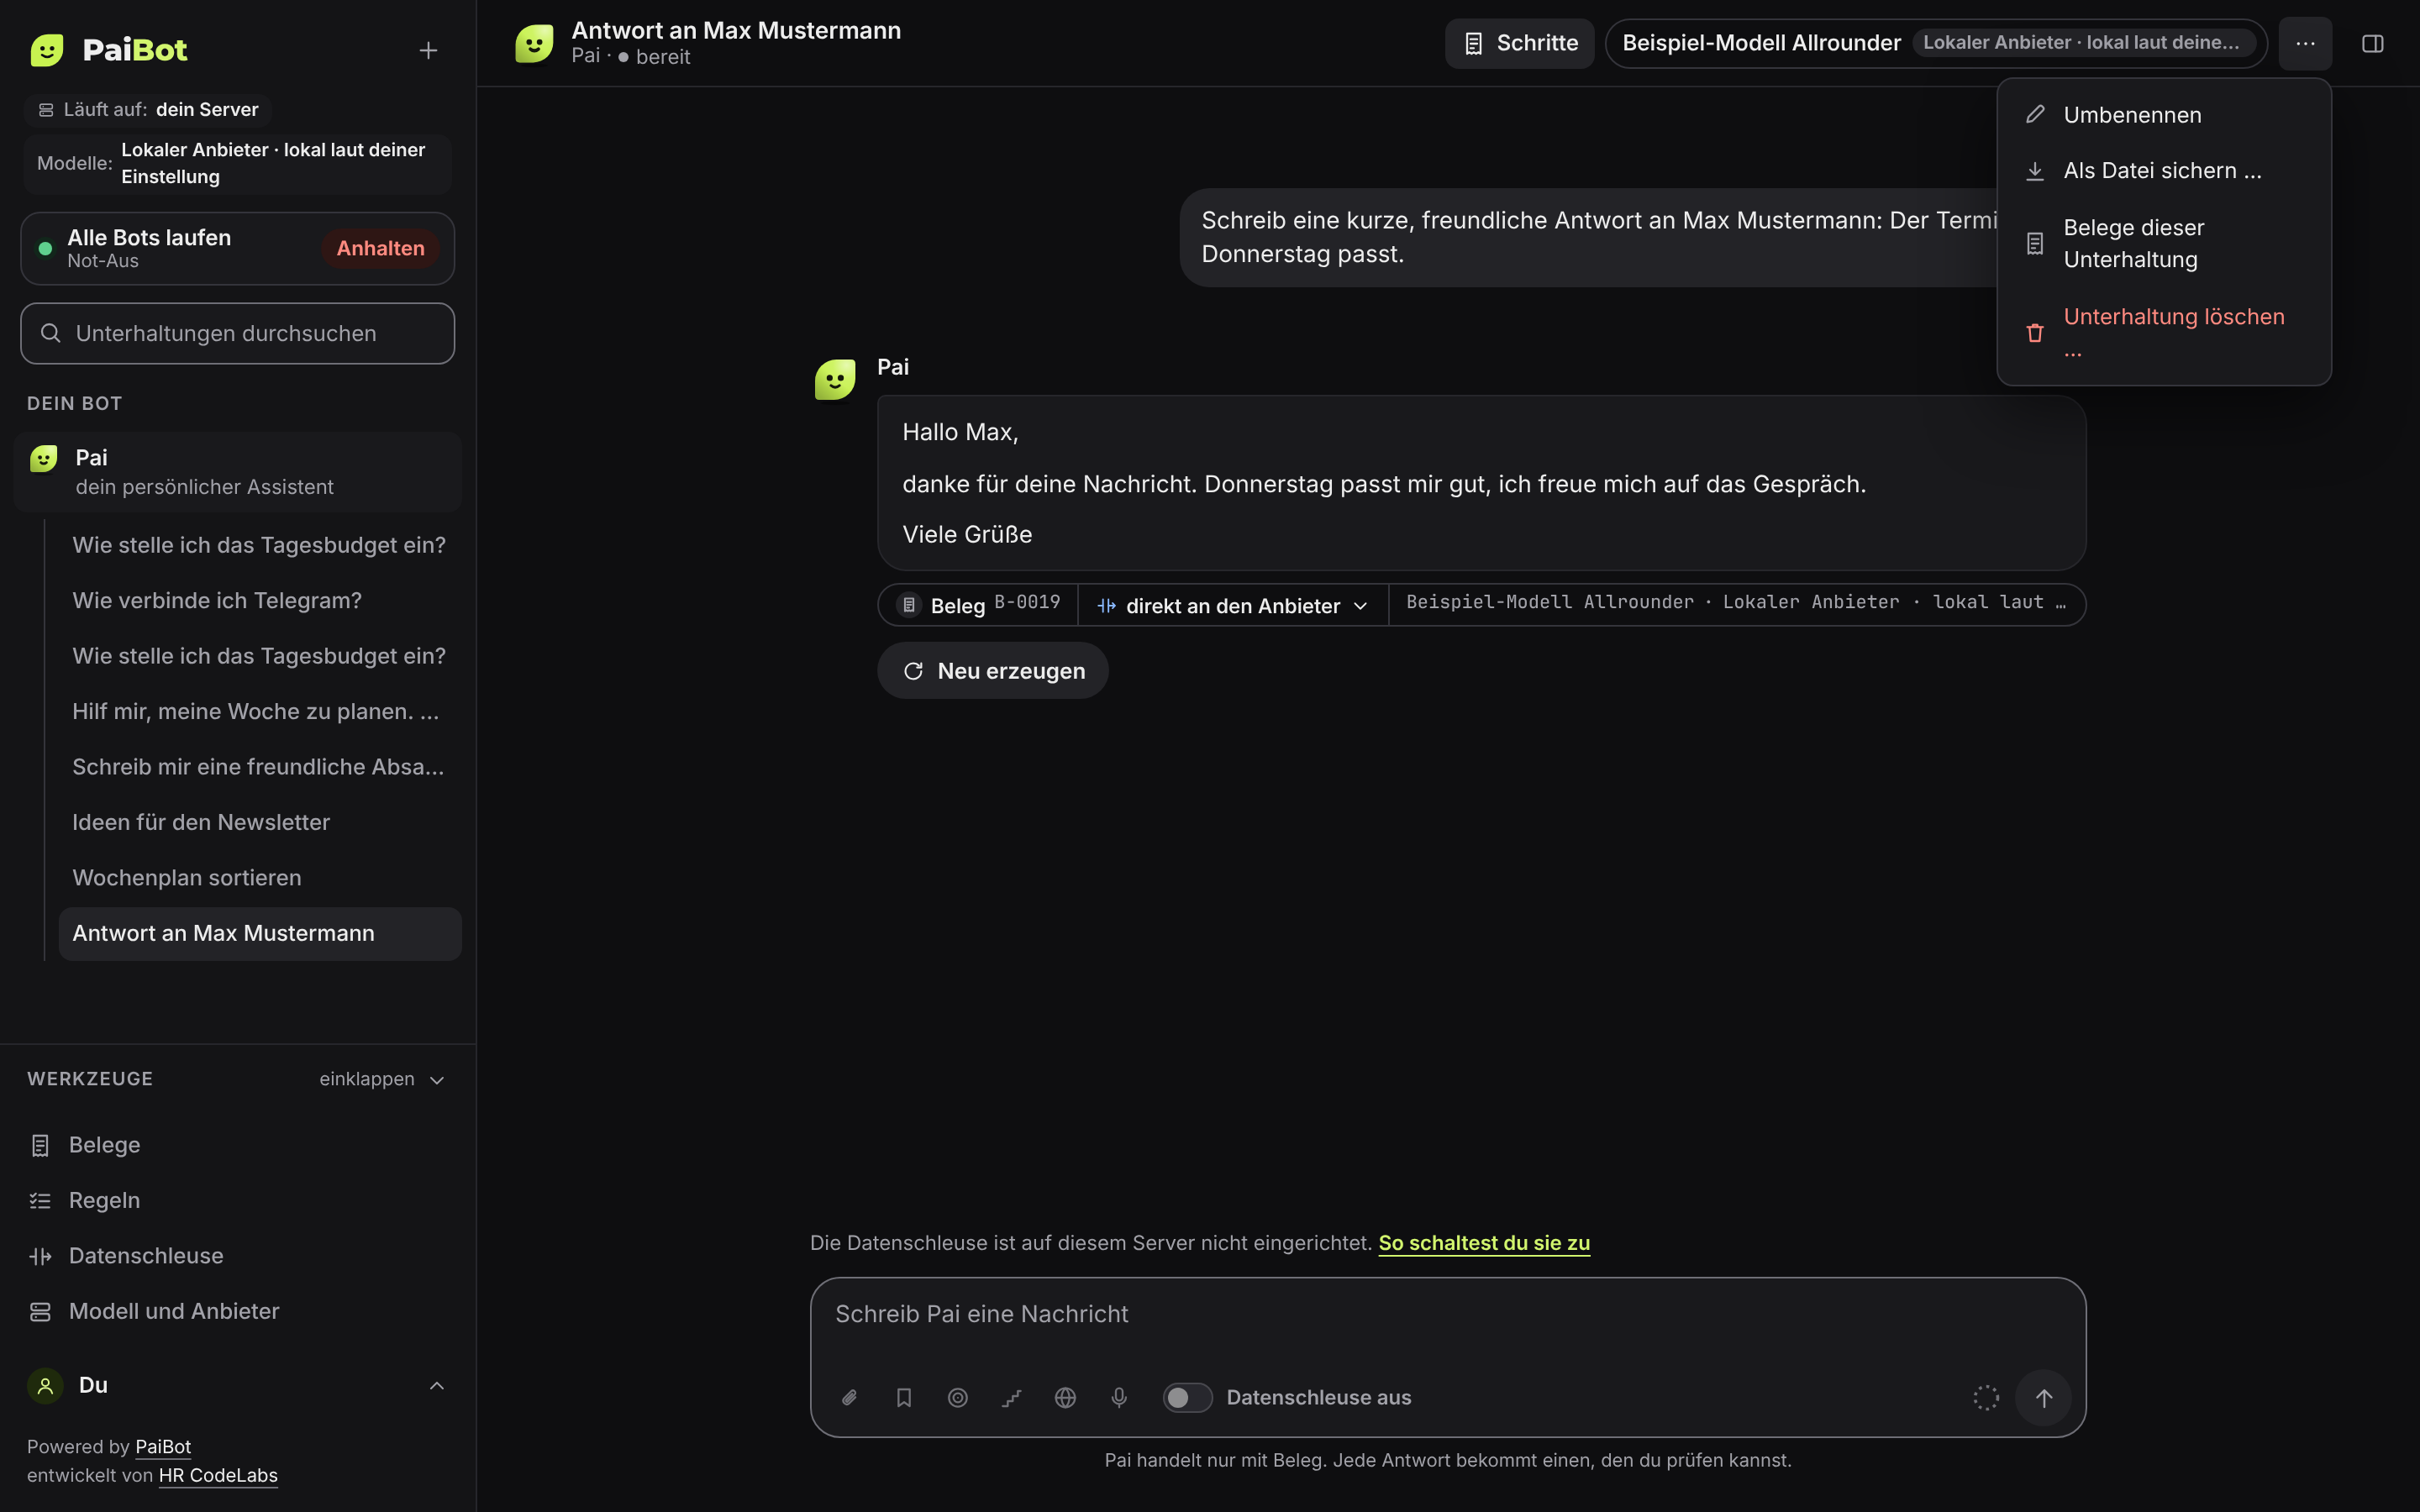 PaiBot
Läuft auf: dein Server
Modelle: Lokaler Anbieter · lokal laut deiner
Einstellung
Alle Bots laufen
Not-Aus
Anhalten
Unterhaltungen durchsuchen
DEIN BOT
Pai
dein persönlicher Assistent
Wie stelle ich das Tagesbudget ein?
Wie verbinde ich Telegram?
Wie stelle ich das Tagesbudget ein?
Hilf mir, meine Woche zu planen. ...
Schreib mir eine freundliche Absa...
Ideen für den Newsletter
Wochenplan sortieren
Antwort an Max Mustermann
WERKZEUGE
einklappen
Belege
Regeln
Datenschleuse
Modell und Anbieter
Du
Powered by PaiBot
entwickelt von HR CodeLabs
Antwort an Max Mustermann
Pai · bereit
Schritte
Beispiel-Modell Allrounder
Lokaler Anbieter · lokal laut deine...
Umbenennen
Als Datei sichern ...
Belege dieser
Unterhaltung
Unterhaltung löschen
...
Schreib eine kurze, freundliche Antwort an Max Mustermann: Der Termi
Donnerstag passt.
Pai
Hallo Max,
danke für deine Nachricht. Donnerstag passt mir gut, ich freue mich auf das Gespräch.
Viele Grüße
Beleg B-0019
direkt an den Anbieter
Beispiel-Modell Allrounder · Lokaler Anbieter · lokal laut …
Neu erzeugen
Die Datenschleuse ist auf diesem Server nicht eingerichtet. So schaltest du sie zu
Schreib Pai eine Nachricht
Datenschleuse aus
Pai handelt nur mit Beleg. Jede Antwort bekommt einen, den du prüfen kannst.